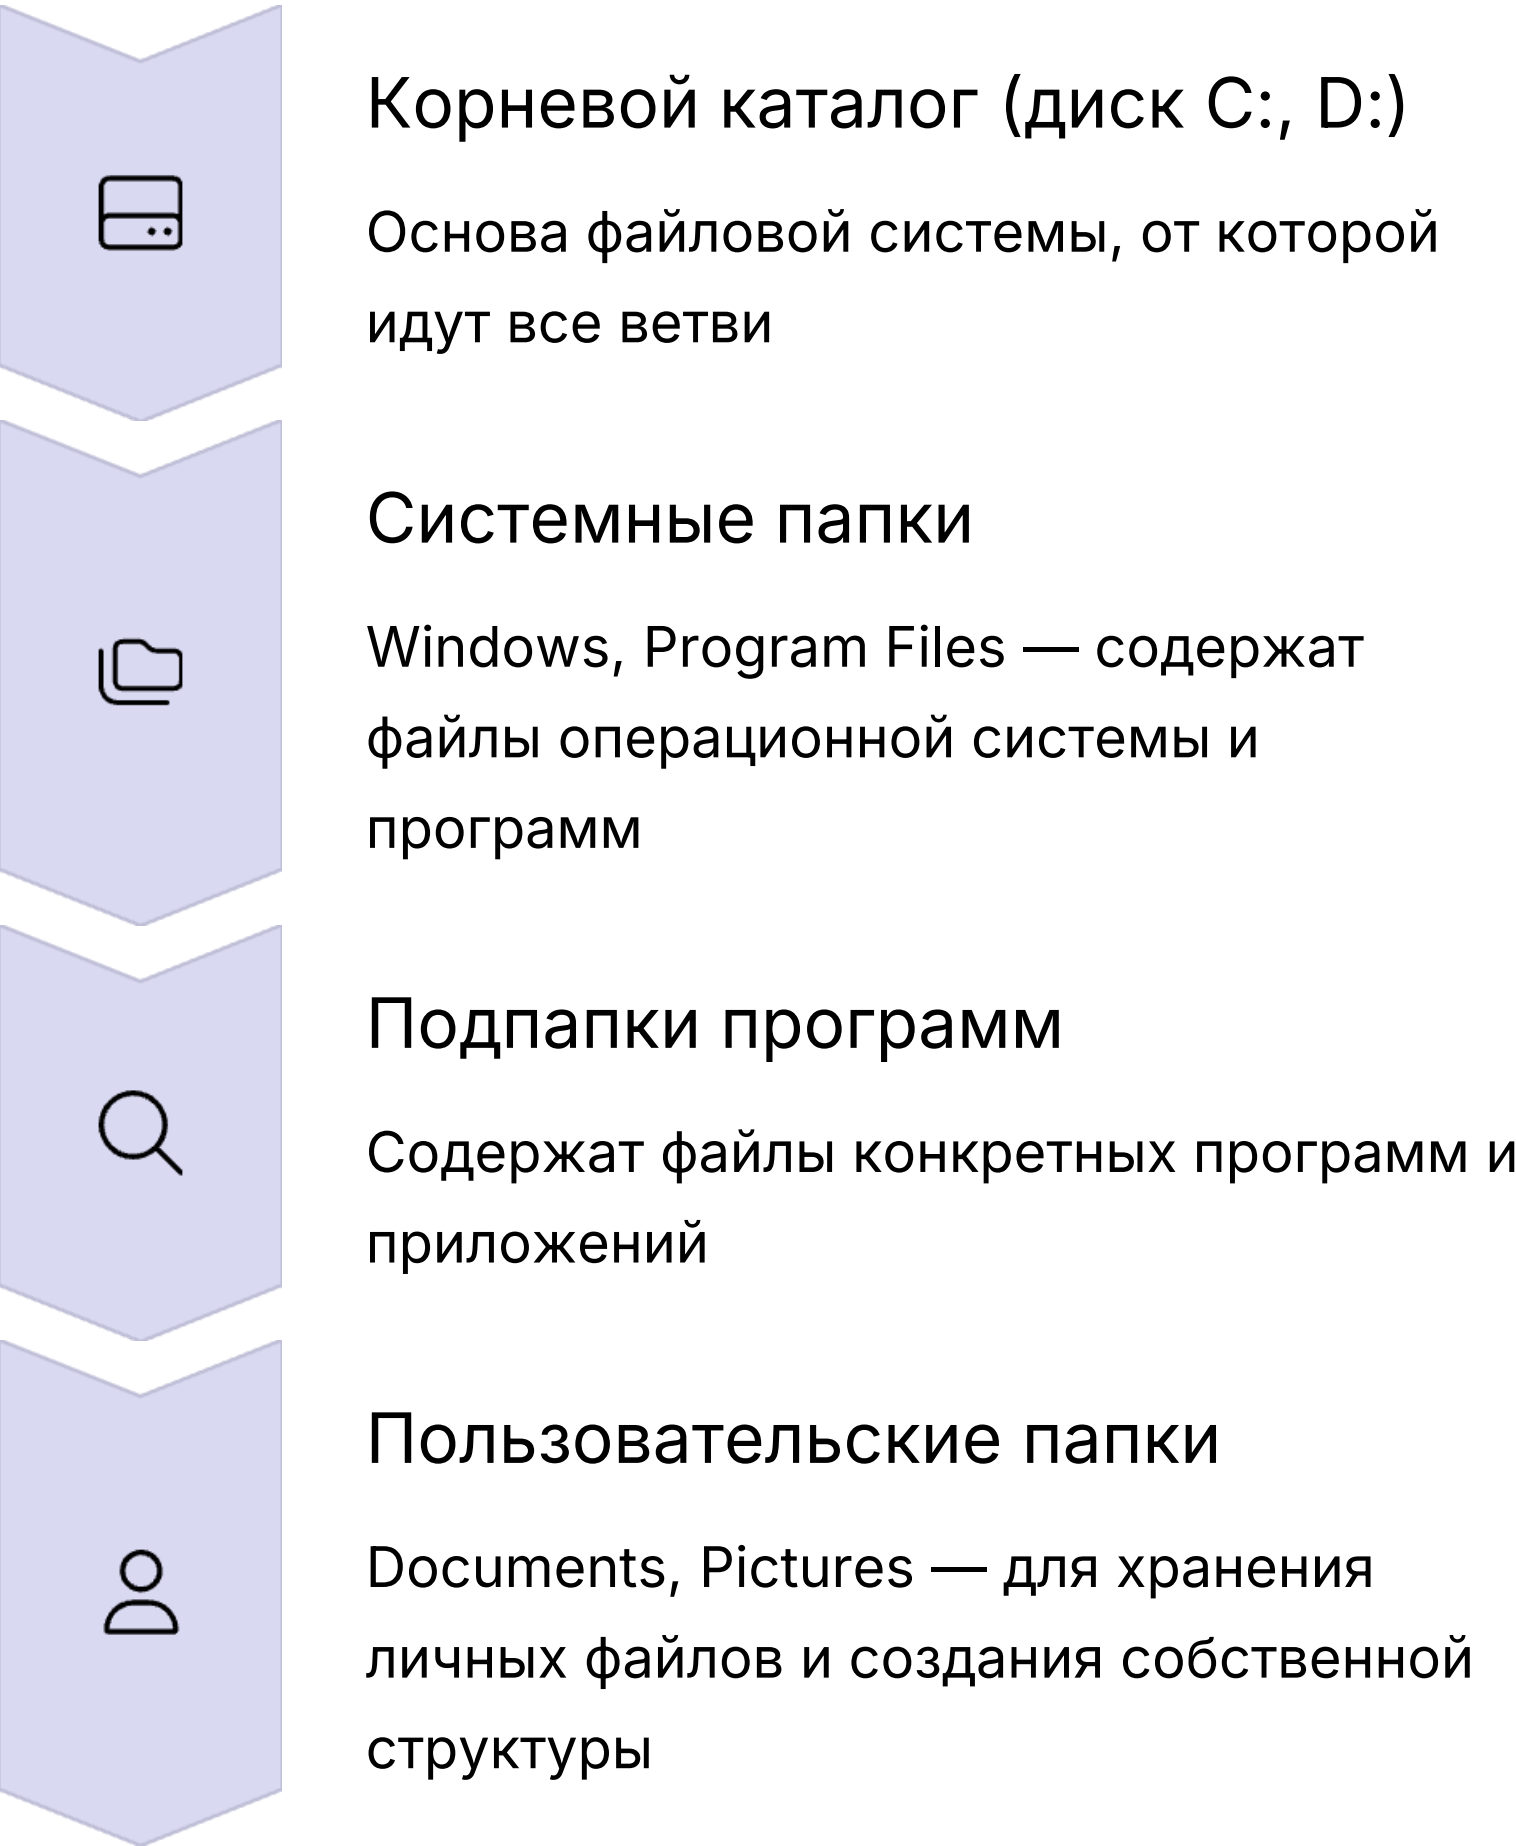 Корневой каталог (диск C:, D:)
Основа файловой системы, от которой
идут все ветви
Системные папки
Windows, Program Files — содержат
файлы операционной системы и
программ
Подпапки программ
Содержат файлы конкретных программ и
приложений
Пользовательские папки
Documents, Pictures — для хранения
личных файлов и создания собственной
структуры